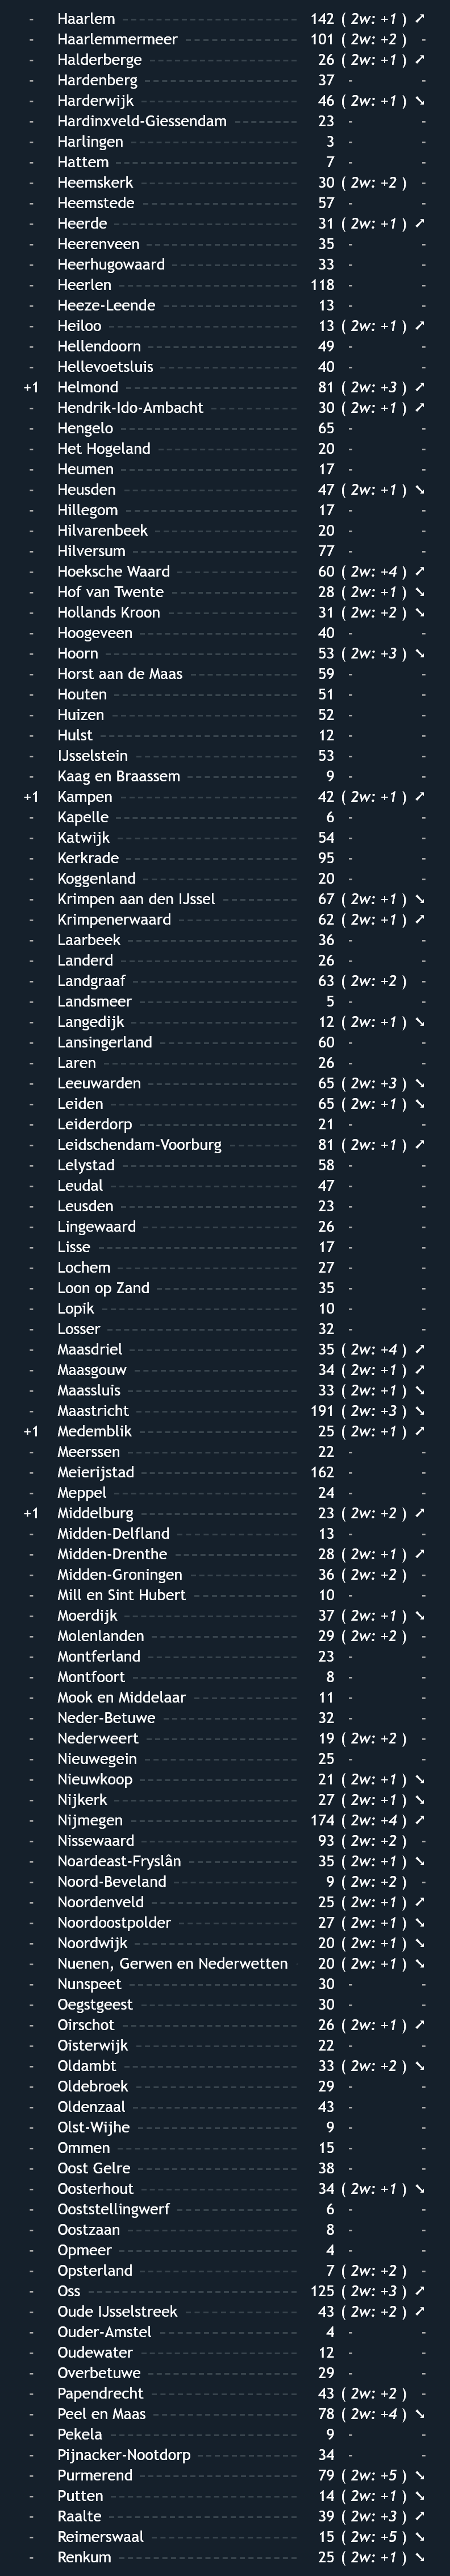 - Haarlem 142 ( 2w: +1 ) ➚
- Haarlemmermeer 101 ( 2w: +2 ) -
- Halderberge 26 ( 2w: +1 ) ➚
- Hardenberg 37 - -
- Harderwijk 46 ( 2w: +1 ) ➘
- Hardinxveld-Giessendam 23 - -
- Harlingen 3 - -
- Hattem 7 - -
- Heemskerk 30 ( 2w: +2 ) -
- Heemstede 57 - -
- Heerde 31 ( 2w: +1 ) ➚
- Heerenveen 35 - -
- Heerhugowaard 33 - -
- Heerlen 118 - -
- Heeze-Leende 13 - -
- Heiloo 13 ( 2w: +1 ) ➚
- Hellendoorn 49 - -
- Hellevoetsluis 40 - -
+1 Helmond 81 ( 2w: +3 ) ➚
- Hendrik-Ido-Ambacht 30 ( 2w: +1 ) ➚
- Hengelo 65 - -
- Het Hogeland 20 - -
- Heumen 17 - -
- Heusden 47 ( 2w: +1 ) ➘
- Hillegom 17 - -
- Hilvarenbeek 20 - -
- Hilversum 77 - -
- Hoeksche Waard 60 ( 2w: +4 ) ➚
- Hof van Twente 28 ( 2w: +1 ) ➘
- Hollands Kroon 31 ( 2w: +2 ) ➘
- Hoogeveen 40 - -
- Hoorn 53 ( 2w: +3 ) ➘
- Horst aan de Maas 59 - -
- Houten 51 - -
- Huizen 52 - -
- Hulst 12 - -
- IJsselstein 53 - -
- Kaag en Braassem 9 - -
+1 Kampen 42 ( 2w: +1 ) ➚
- Kapelle 6 - -
- Katwijk 54 - -
- Kerkrade 95 - -
- Koggenland 20 - -
- Krimpen aan den IJssel 67 ( 2w: +1 ) ➘
- Krimpenerwaard 62 ( 2w: +1 ) ➚
- Laarbeek 36 - -
- Landerd 26 - -
- Landgraaf 63 ( 2w: +2 ) -
- Landsmeer 5 - -
- Langedijk 12 ( 2w: +1 ) ➘
- Lansingerland 60 - -
- Laren 26 - -
- Leeuwarden 65 ( 2w: +3 ) ➘
- Leiden 65 ( 2w: +1 ) ➘
- Leiderdorp 21 - -
- Leidschendam-Voorburg 81 ( 2w: +1 ) ➚
- Lelystad 58 - -
- Leudal 47 - -
- Leusden 23 - -
- Lingewaard 26 - -
- Lisse 17 - -
- Lochem 27 - -
- Loon op Zand 35 - -
- Lopik 10 - -
- Losser 32 - -
- Maasdriel 35 ( 2w: +4 ) ➚
- Maasgouw 34 ( 2w: +1 ) ➚
- Maassluis 33 ( 2w: +1 ) ➘
- Maastricht 191 ( 2w: +3 ) ➘
+1 Medemblik 25 ( 2w: +1 ) ➚
- Meerssen 22 - -
- Meierijstad 162 - -
- Meppel 24 - -
+1 Middelburg 23 ( 2w: +2 ) ➚
- Midden-Delfland 13 - -
- Midden-Drenthe 28 ( 2w: +1 ) ➚
- Midden-Groningen 36 ( 2w: +2 ) -
- Mill en Sint Hubert 10 - -
- Moerdijk 37 ( 2w: +1 ) ➘
- Molenlanden 29 ( 2w: +2 ) -
- Montferland 23 - -
- Montfoort 8 - -
- Mook en Middelaar 11 - -
- Neder-Betuwe 32 - -
- Nederweert 19 ( 2w: +2 ) -
- Nieuwegein 25 - -
- Nieuwkoop 21 ( 2w: +1 ) ➘
- Nijkerk 27 ( 2w: +1 ) ➘
- Nijmegen 174 ( 2w: +4 ) ➚
- Nissewaard 93 ( 2w: +2 ) -
- Noardeast-Fryslân 35 ( 2w: +1 ) ➘
- Noord-Beveland 9 ( 2w: +2 ) -
- Noordenveld 25 ( 2w: +1 ) ➚
- Noordoostpolder 27 ( 2w: +1 ) ➘
- Noordwijk 20 ( 2w: +1 ) ➘
- Nuenen, Gerwen en Nederwetten 20 ( 2w: +1 ) ➘
- Nunspeet 30 - -
- Oegstgeest 30 - -
- Oirschot 26 ( 2w: +1 ) ➚
- Oisterwijk 22 - -
- Oldambt 33 ( 2w: +2 ) ➘
- Oldebroek 29 - -
- Oldenzaal 43 - -
- Olst-Wijhe 9 - -
- Ommen 15 - -
- Oost Gelre 38 - -
- Oosterhout 34 ( 2w: +1 ) ➘
- Ooststellingwerf 6 - -
- Oostzaan 8 - -
- Opmeer 4 - -
- Opsterland 7 ( 2w: +2 ) -
- Oss 125 ( 2w: +3 ) ➚
- Oude IJsselstreek 43 ( 2w: +2 ) ➚
- Ouder-Amstel 4 - -
- Oudewater 12 - -
- Overbetuwe 29 - -
- Papendrecht 43 ( 2w: +2 ) -
- Peel en Maas 78 ( 2w: +4 ) ➘
- Pekela 9 - -
- Pijnacker-Nootdorp 34 - -
- Purmerend 79 ( 2w: +5 ) ➘
- Putten 14 ( 2w: +1 ) ➘
- Raalte 39 ( 2w: +3 ) ➚
- Reimerswaal 15 ( 2w: +5 ) ➘
- Renkum 25 ( 2w: +1 ) ➘